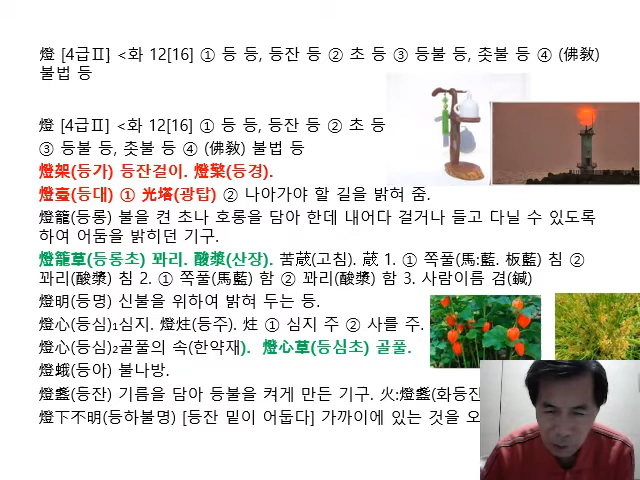 燈 [4급Ⅱ] <화 12[16] ① 등 등, 등잔 등 ② 초 등 ③ 등불 등, 촛불 등 ④ (佛敎)
불법 등
燈 [4급Ⅱ] <화 12[16] ① 등 등, 등잔 등 ② 초 등
③ 등불 등, 촛불 등 ④ (佛敎) 불법 등
燈架(등가) 등잔걸이. 燈檠(등경).
燈臺(등대) ① 光塔(광탑) ② 나아가야 할 길을 밝혀 줌.
燈籠(등롱) 불을 켠 초나 호롱을 담아 한데 내어다 걸거나 들고 다닐 수 있도록
하여 어둠을 밝히던 기구.
燈籠草(등롱초) 꽈리. 酸漿(산장). 苦葴(고침). 葴 1. ① 쪽풀(馬:藍. 板藍) 침 ②
꽈리(酸漿) 침 2. ① 쪽풀(馬藍) 함 ② 꽈리(酸漿) 함 3. 사람이름 겸(鍼)
燈明(등명) 신불을 위하여 밝혀 두는 등.
燈心(등심)₁심지. 燈炷(등주). 炷 ① 심지 주 ② 사를 주.
燈心(등심)₂골풀의 속(한약재). 燈心草(등심초) 골풀.
燈蛾(등아) 불나방.
燈盞(등잔) 기름을 담아 등불을 켜게 만든 기구. 火:燈盞(화등잔
燈下不明(등하불명) [등잔 밑이 어둡다] 가까이에 있는 것을 오